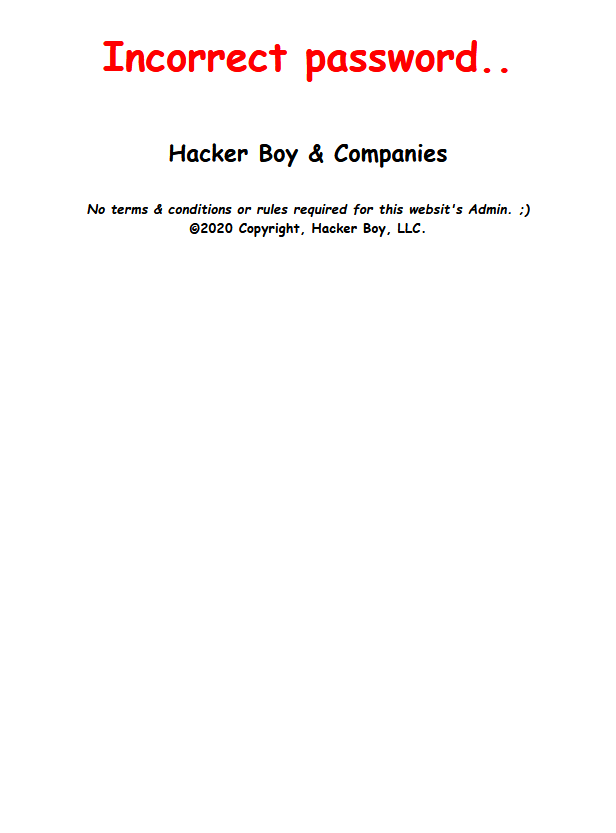 Incorrect password..
Hacker Boy & Companies
No terms & conditions or rules required for this websit's Admin. ;)
©2020 Copyright, Hacker Boy, LLC.